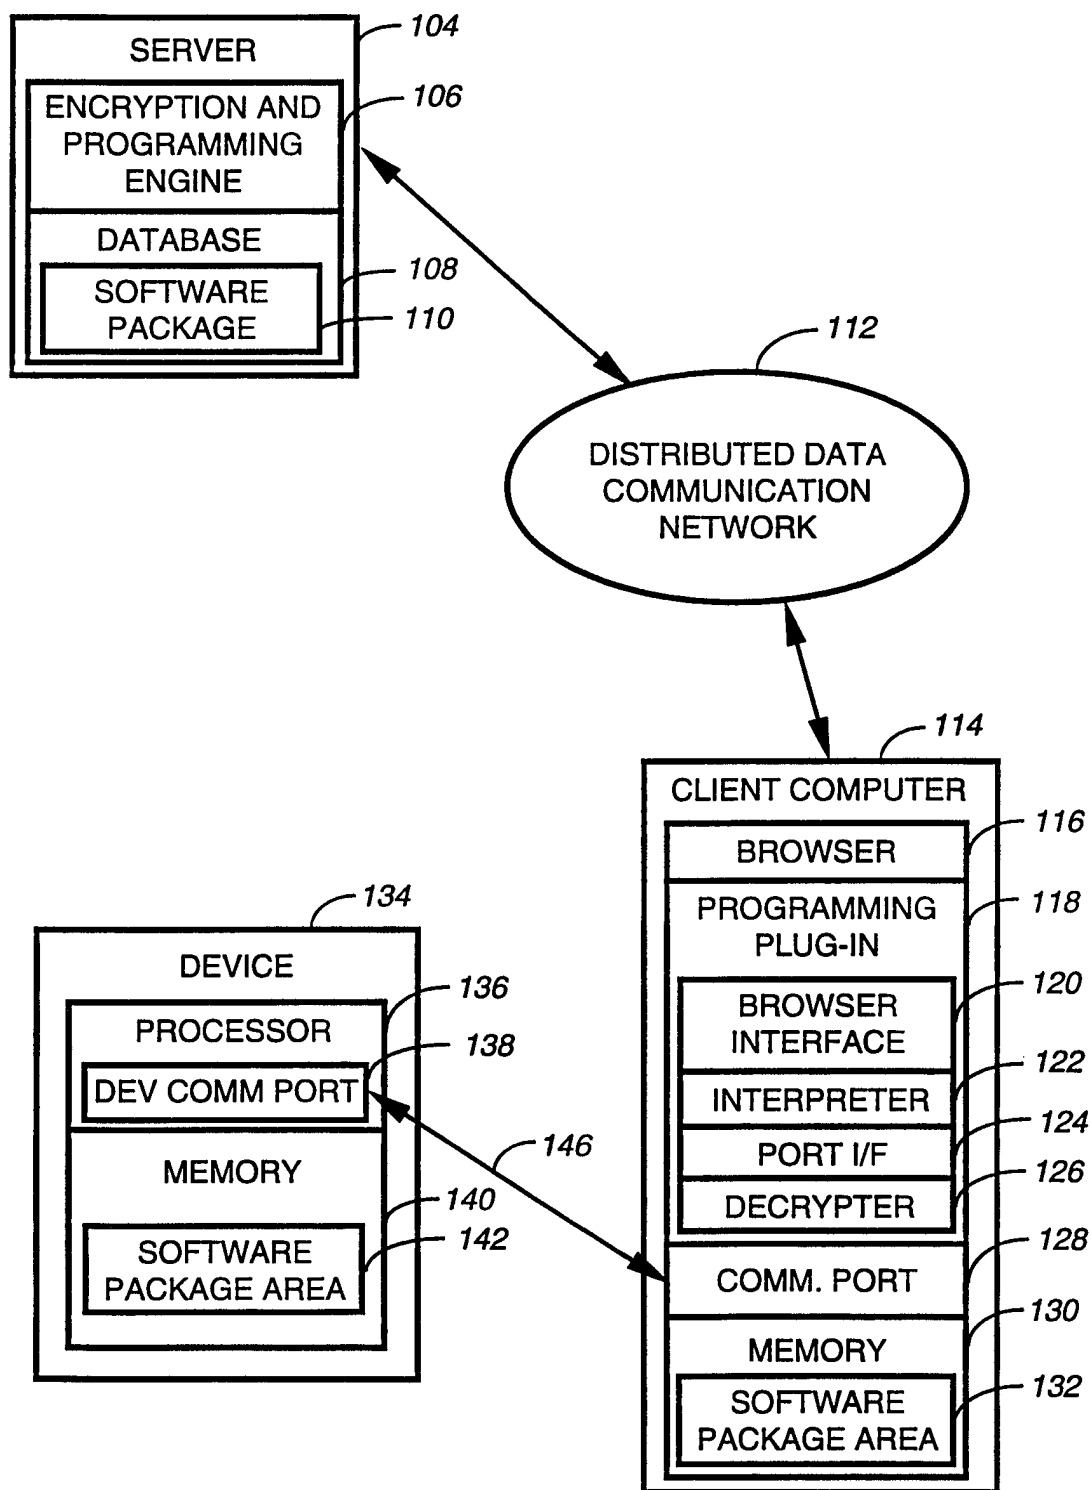 SERVER
104
ENCRYPTION AND
PROGRAMMING
ENGINE
106
DATABASE
108
SOFTWARE
PACKAGE
110
112
DISTRIBUTED DATA
COMMUNICATION
NETWORK
114
CLIENT COMPUTER
BROWSER
116
PROGRAMMING
PLUG-IN
118
BROWSER
INTERFACE
120
INTERPRETER
122
PORT I/F
124
DECRYPTER
126
COMM. PORT
128
MEMORY
130
SOFTWARE
PACKAGE AREA
132
134
DEVICE
PROCESSOR
136
DEV COMM PORT
138
MEMORY
140
SOFTWARE
PACKAGE AREA
142
146